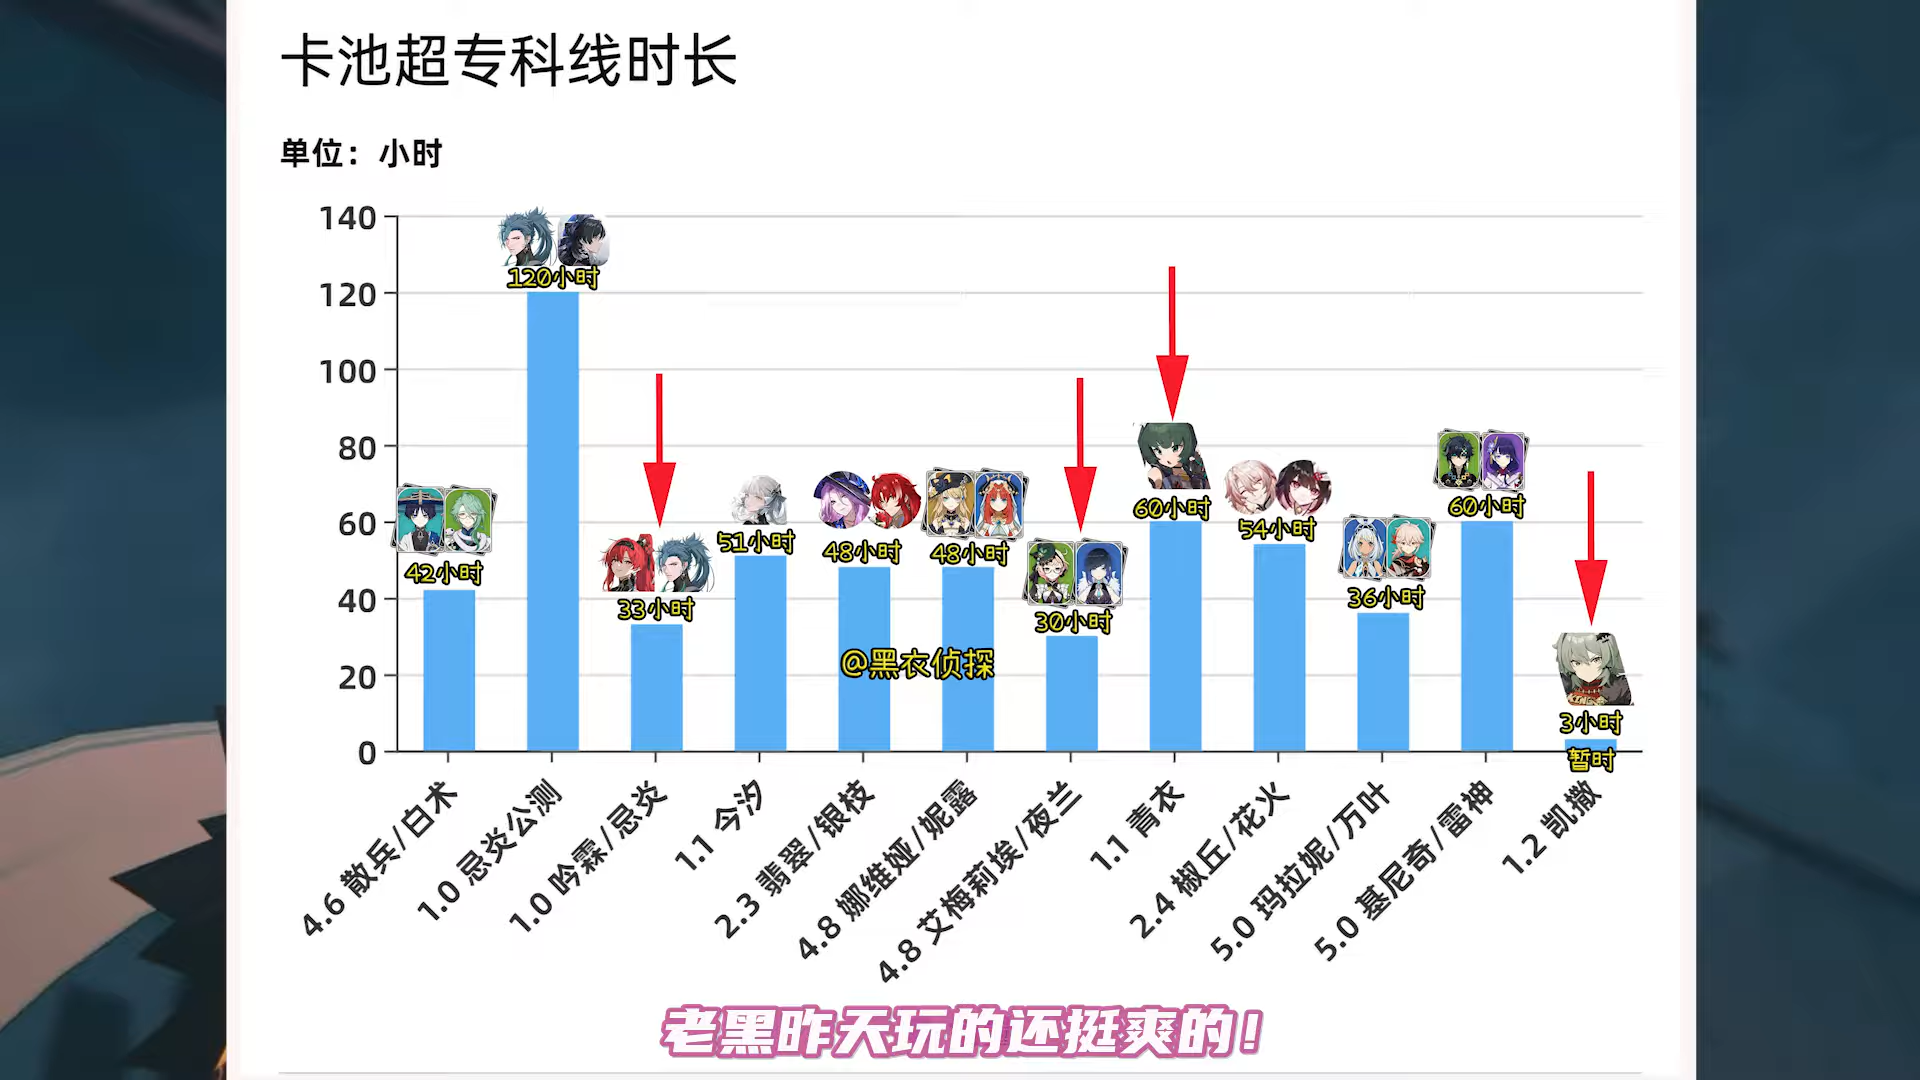 卡池超专科线时长
单位：小时
140
120
100
80
60
40
20
0
42小时
120小时
33小时
51小时
48小时
48小时
30小时
60小时
54小时
36小时
60小时
3小时
暂时
@黑衣侦探
4.6 散兵/白术
1.0 忌炎公测
1.0 吟霖/忌炎
1.1 今汐
2.3 翡翠/银枝
4.8 娜维娅/妮露
4.8 艾梅莉埃/夜兰
1.1 青衣
2.4 椒丘/花火
5.0 玛拉妮/万叶
5.0 基尼奇/雷神
1.2 凯撒
老黑昨天玩的还挺爽的！